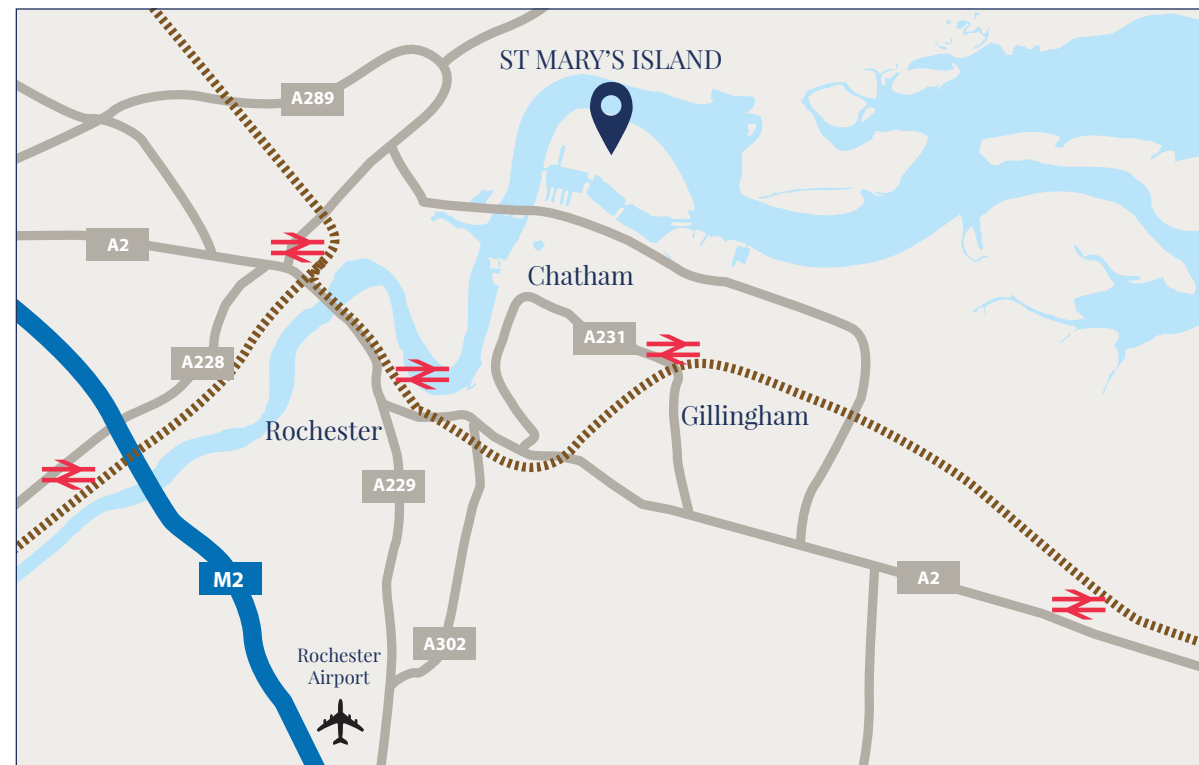 ST MARY'S ISLAND
A289
A2
Chatham
A231
A228
Gillingham
Rochester
A229
M2
A2
A302
Rochester
Airport